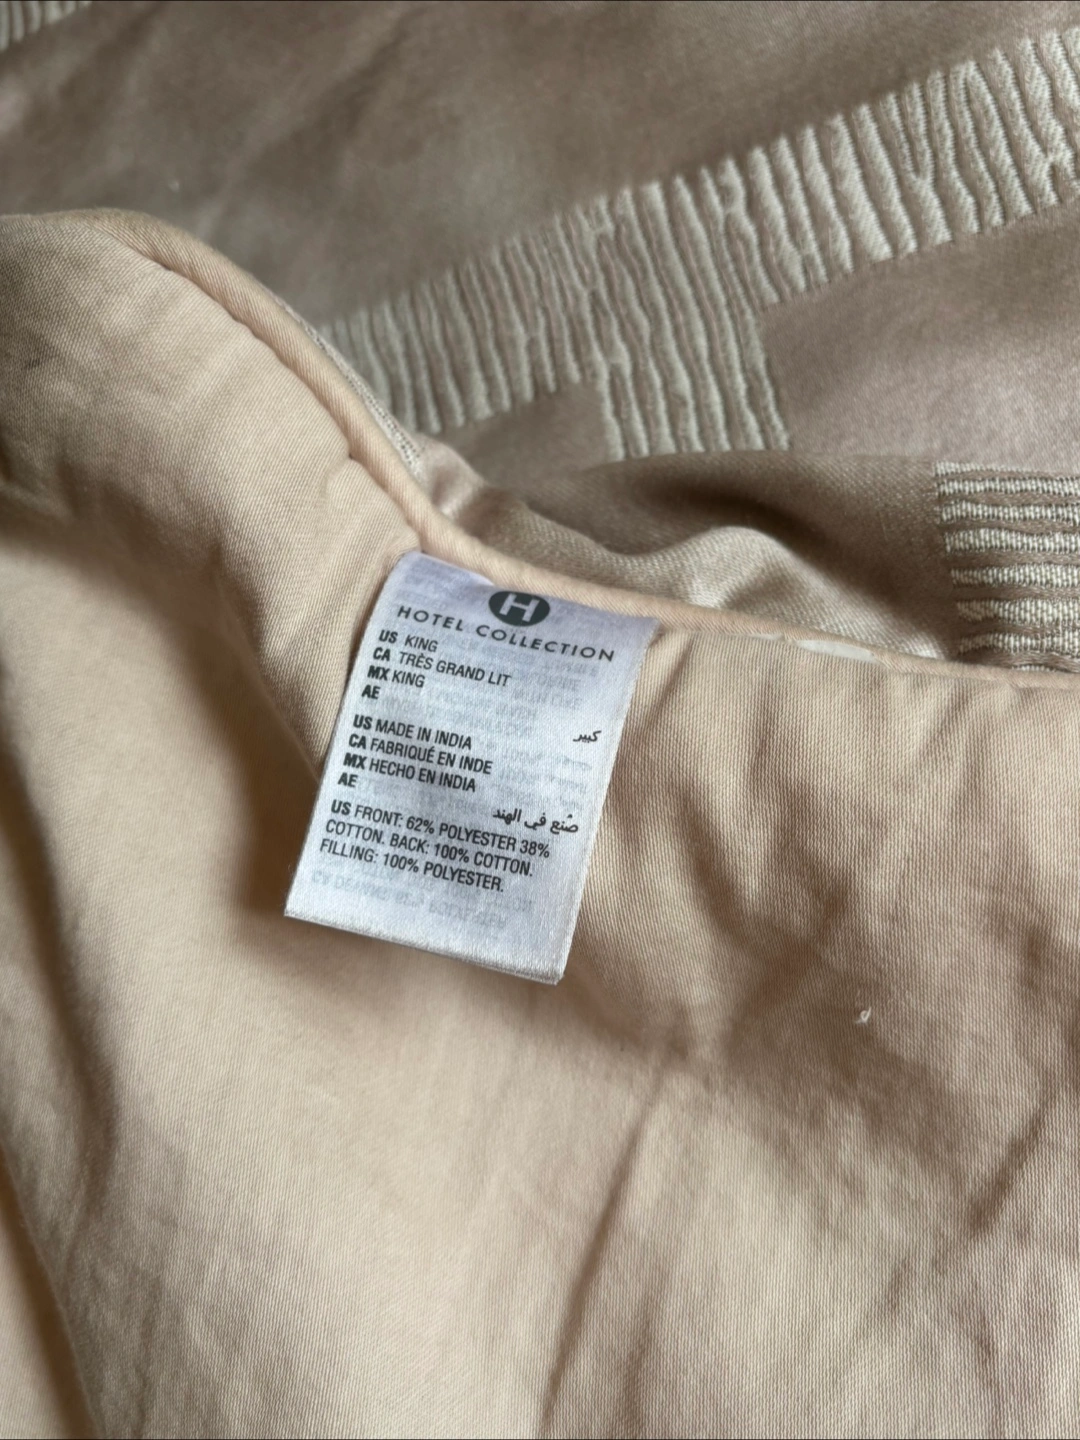 H
HOTEL COLLECTION
US KING
CA TRÈS GRAND LIT
MX KING
AE
كبير
US MADE IN INDIA
CA FABRIQUÉ EN INDE
MX HECHO EN INDIA
AE
صُنع في الهند
US FRONT: 62% POLYESTER 38%
COTTON. BACK: 100% COTTON.
FILLING: 100% POLYESTER.